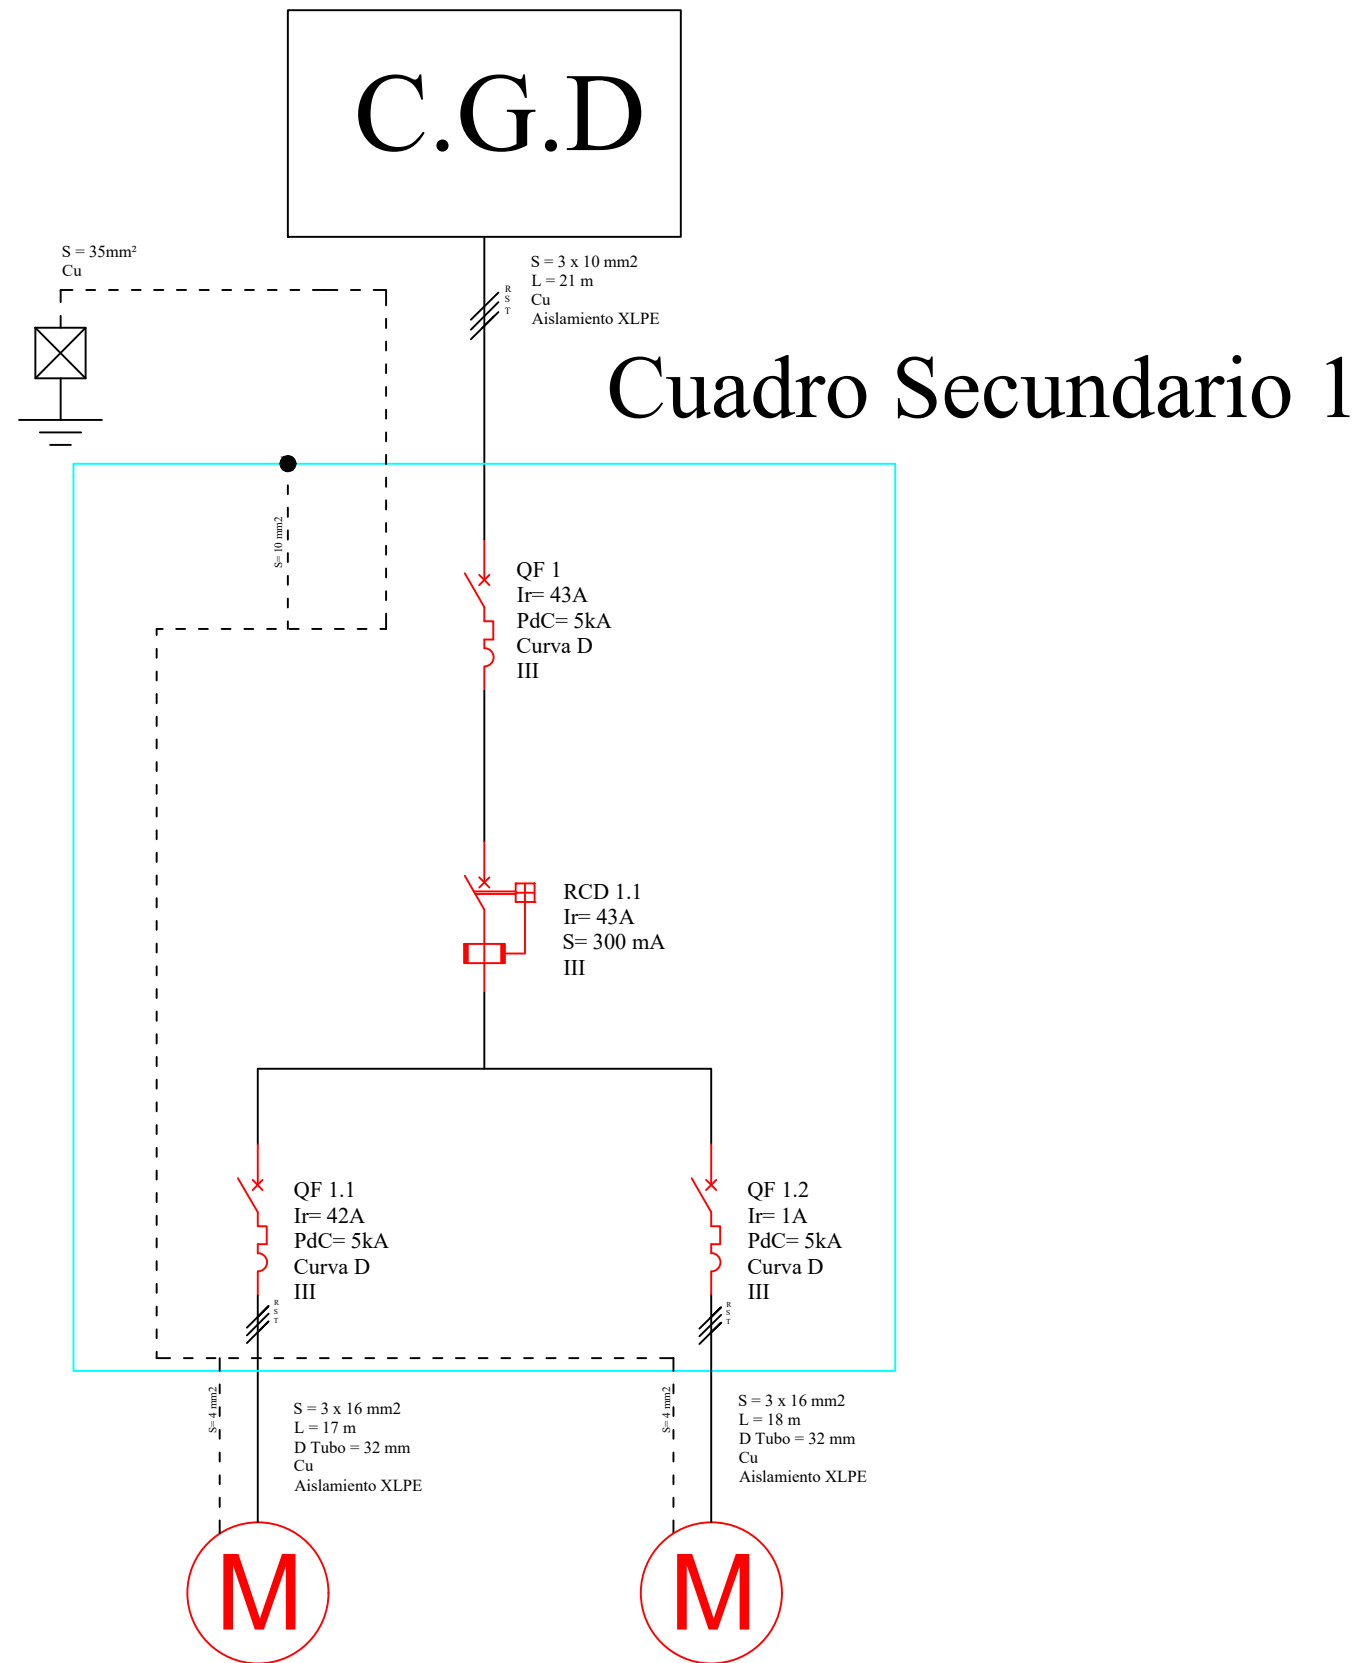 C.G.D
S = 35mm²
Cu
S = 3 x 10 mm2
L = 21 m
Cu
Aislamiento XLPE
R
S
T
Cuadro Secundario 1
S= 10 mm2
QF 1
Ir= 43A
PdC= 5kA
Curva D
III
RCD 1.1
Ir= 43A
S= 300 mA
III
QF 1.1
Ir= 42A
PdC= 5kA
Curva D
III
R
S
T
QF 1.2
Ir= 1A
PdC= 5kA
Curva D
III
R
S
T
S= 4 mm2
S = 3 x 16 mm2
L = 17 m
D Tubo = 32 mm
Cu
Aislamiento XLPE
S= 4 mm2
S = 3 x 16 mm2
L = 18 m
D Tubo = 32 mm
Cu
Aislamiento XLPE
M
M